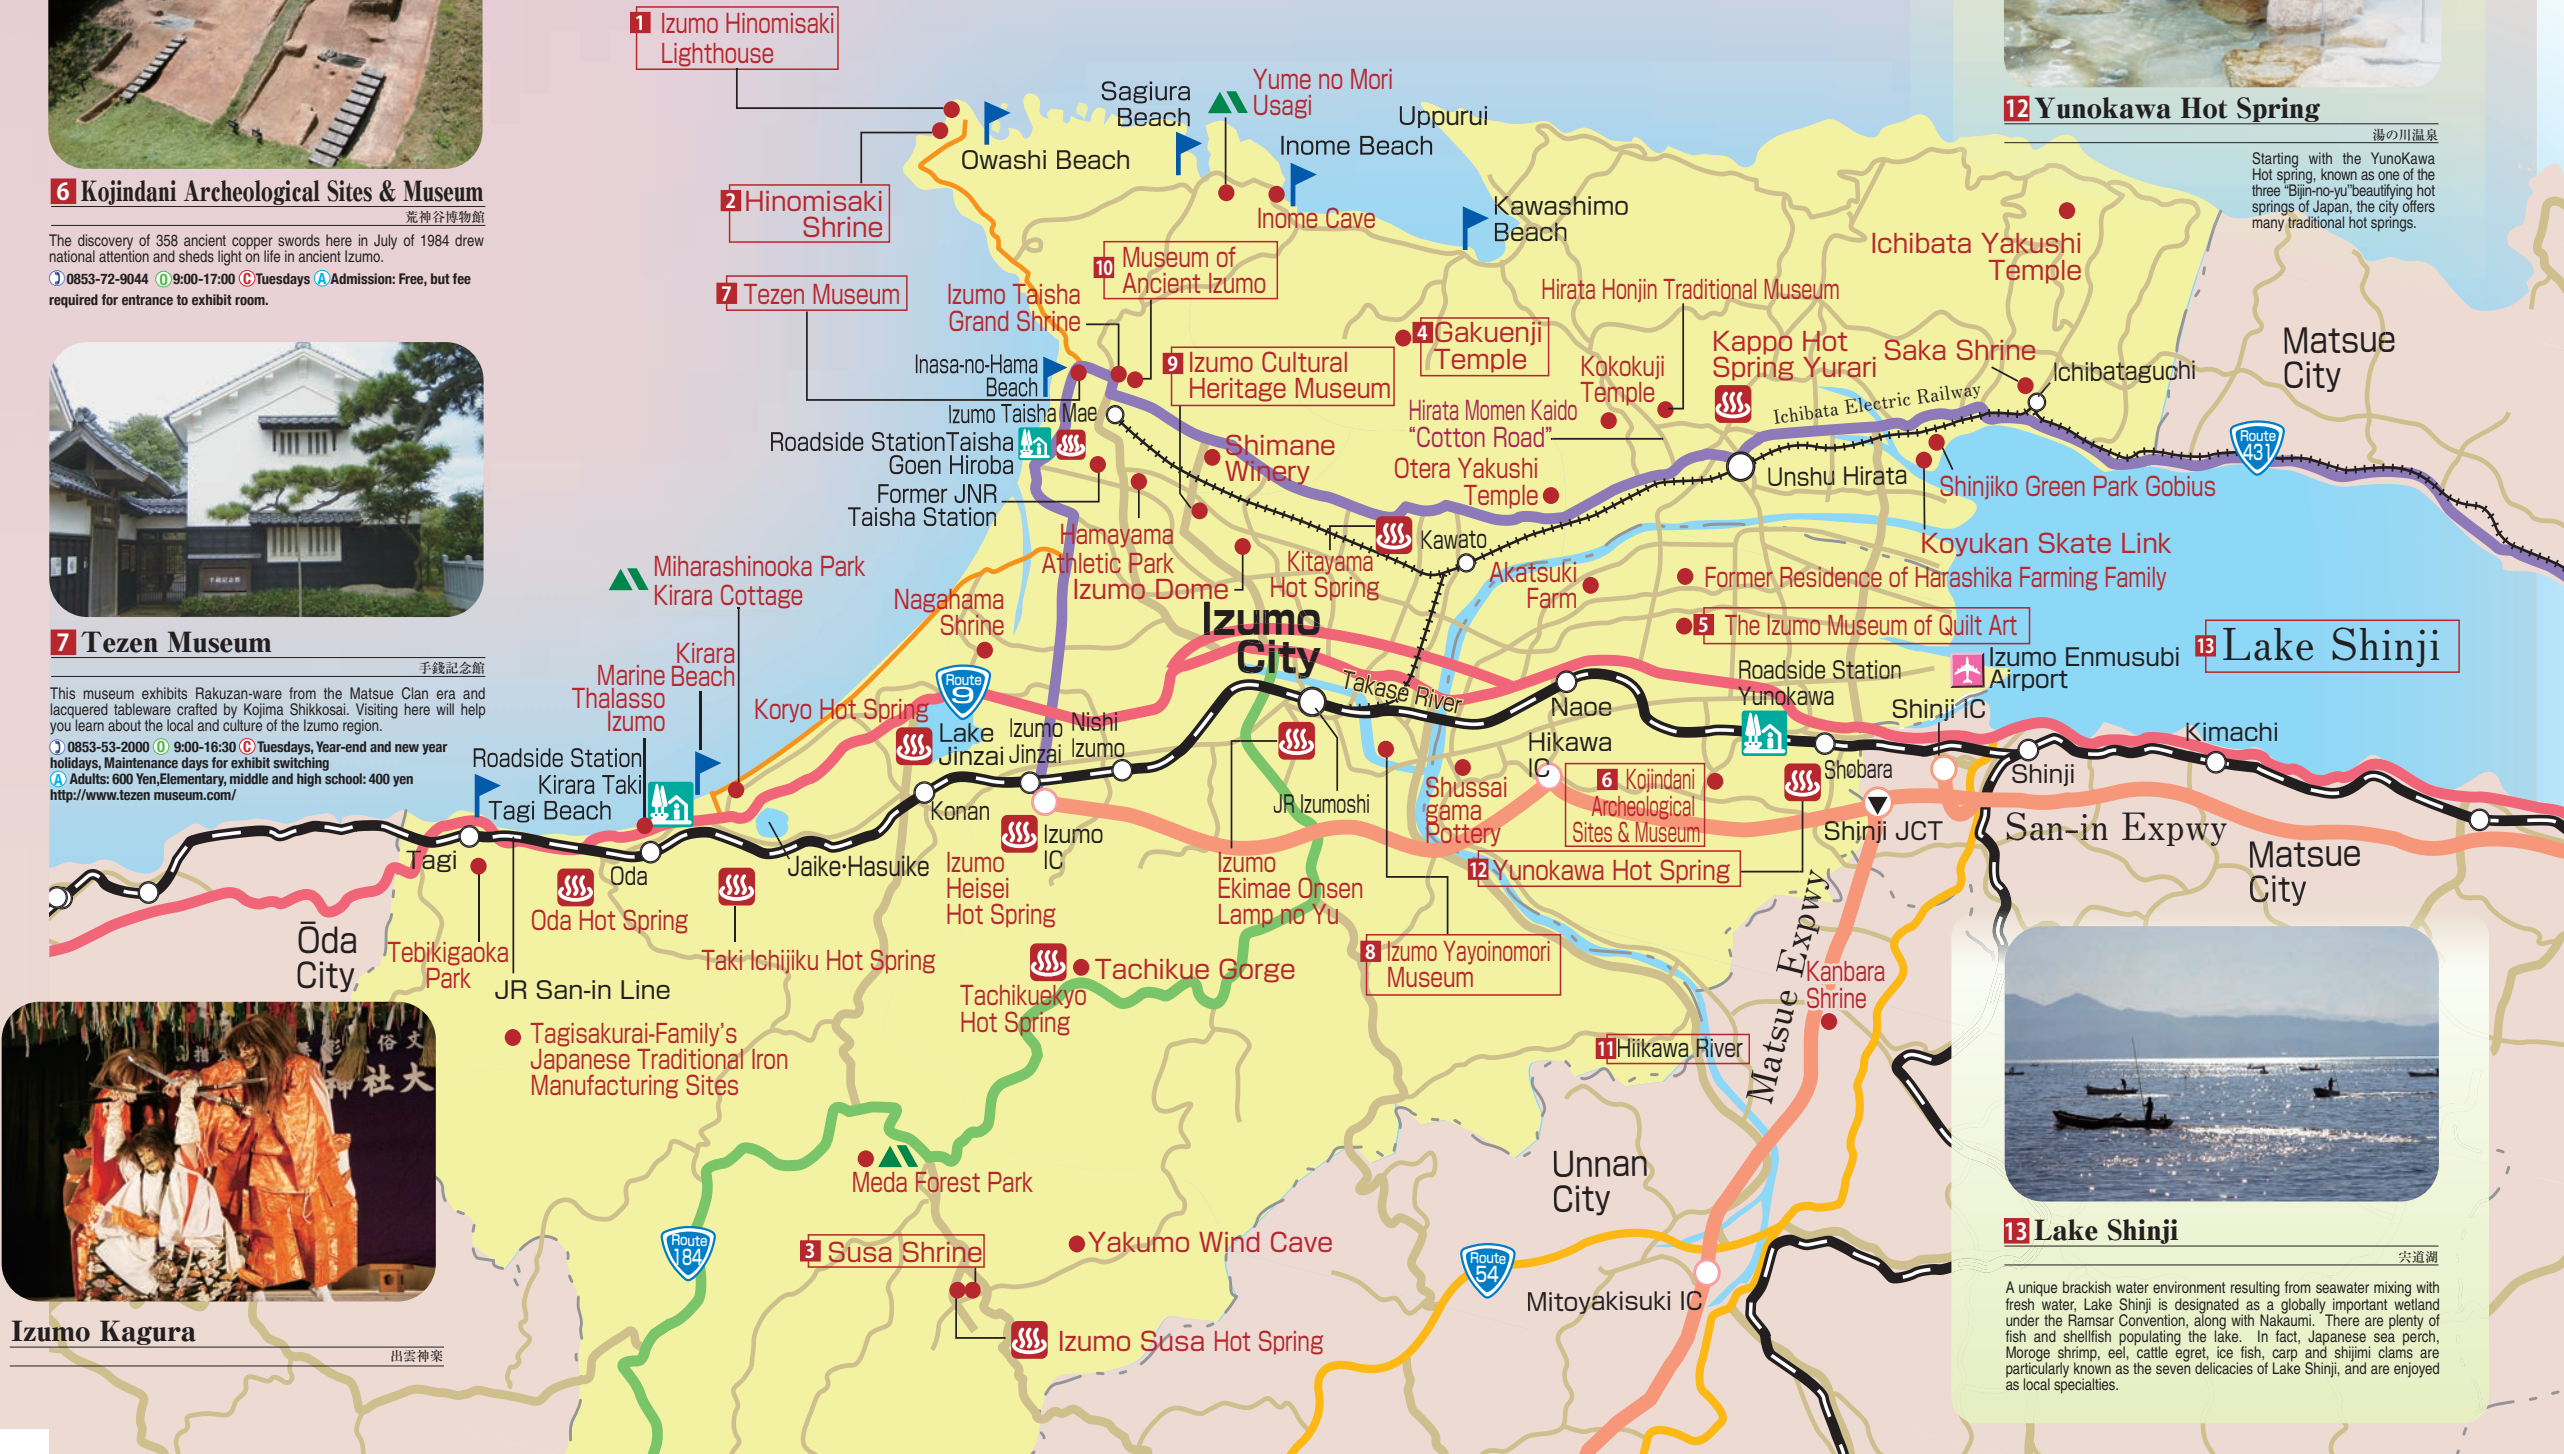 6 Kojindani Archeological Sites & Museum
荒神谷博物館
The discovery of 358 ancient copper swords here in July of 1984 drew
national attention and sheds light on life in ancient Izumo.
0853-72-9044 O 9:00-17:00 C Tuesdays A Admission: Free, but fee
required for entrance to exhibit room.
手錢記念館
7 Tezen Museum
手錢記念館
This museum exhibits Rakuzan-ware from the Matsue Clan era and
lacquered tableware crafted by Kojima Shikkosai. Visiting here will help
you learn about the local and culture of the Izumo region.
0853-53-2000 O 9:00-16:30 C Tuesdays, Year-end and new year
holidays, Maintenance days for exhibit switching
A Adults: 600 Yen,Elementary, middle and high school: 400 yen
http://www.tezen museum.com/
Izumo Kagura
出雲神楽
1 Izumo Hinomisaki
Lighthouse
2 Hinomisaki
Shrine
7 Tezen Museum
Owashi Beach
Sagiura
Beach
Yume no Mori
Usagi
Inome Beach
Inome Cave
Uppurui
Kawashimo
Beach
10 Museum of
Ancient Izumo
Izumo Taisha
Grand Shrine
Inasa-no-Hama
Beach
Izumo Taisha Mae
9 Izumo Cultural
Heritage Museum
4 Gakuenji
Temple
Hirata Honjin Traditional Museum
Kokokuji
Temple
Kappo Hot
Spring Yurari
Saka Shrine
Ichibata Yakushi
Temple
Ichibataguchi
Ichibata Electric Railway
Matsue
City
Route
431
Hirata Momen Kaido
“Cotton Road”
Otera Yakushi
Temple
Unshu Hirata
Shinjiko Green Park Gobius
Koyukan Skate Link
Roadside StationTaisha
Goen Hiroba
Former JNR
Taisha Station
Shimane
Winery
Hamayama
Athletic Park
Izumo Dome
Kitayama
Hot Spring
Kawato
Akatsuki
Farm
Former Residence of Harashika Farming Family
5 The Izumo Museum of Quilt Art
13 Lake Shinji
Miharashinooka Park
Kirara Cottage
Nagahama
Shrine
Izumo
City
Kirara
Marine Beach
Thalasso
Izumo
Koryo Hot Spring
Route
9
Lake
Jinzai
Izumo
Jinzai
Nishi
Izumo
Takase River
Naoe
Roadside Station
Yunokawa
Izumo Enmusubi
Airport
Shinji IC
Kimachi
Shinji
Shobara
Roadside Station
Kirara Taki
Tagi Beach
Tagi
Oda
Jaike･Hasuike
Konan
Izumo
IC
Izumo
Heisei
Hot Spring
JR Izumoshi
Izumo
Ekimae Onsen
Lamp no Yu
Hikawa
IC
Shussai
gama
Pottery
6 Kojindani
Archeological
Sites & Museum
12 Yunokawa Hot Spring
Shinji JCT
San-in Expwy
Matsue
City
Ōda
City
Tebikigaoka
Park
Oda Hot Spring
JR San-in Line
Taki Ichijiku Hot Spring
Tachikuekyo
Hot Spring
Tachikue Gorge
8 Izumo Yayoinomori
Museum
Matsue Expwy
Kanbara
Shrine
11 Hiikawa River
Tagisakurai-Family’s
Japanese Traditional Iron
Manufacturing Sites
Meda Forest Park
Route
184
3 Susa Shrine
Yakumo Wind Cave
Izumo Susa Hot Spring
Unnan
City
Route
54
Mitoyakisuki IC
12 Yunokawa Hot Spring
湯の川温泉
Starting with the YunoKawa
Hot spring, known as one of the
three “Bijin-no-yu”beautifying hot
springs of Japan, the city offers
many traditional hot springs.
13 Lake Shinji
宍道湖
A unique brackish water environment resulting from seawater mixing with
fresh water, Lake Shinji is designated as a globally important wetland
under the Ramsar Convention, along with Nakaumi. There are plenty of
fish and shellfish populating the lake. In fact, Japanese sea perch,
Moroge shrimp, eel, cattle egret, ice fish, carp and shijimi clams are
particularly known as the seven delicacies of Lake Shinji, and are enjoyed
as local specialties.